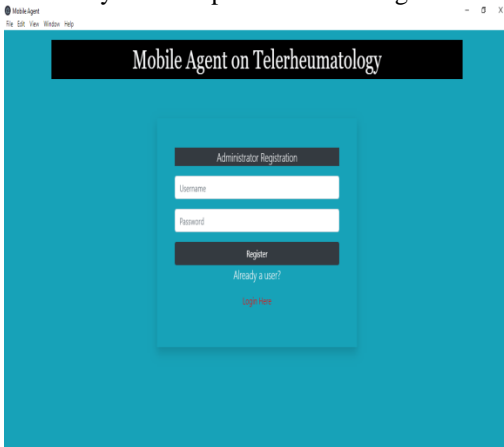 Mobile Agent
File Edit View Window Help
Mobile Agent on Telerheumatology
Administrator Registration
Username
Password
Register
Already a user?
Login Here